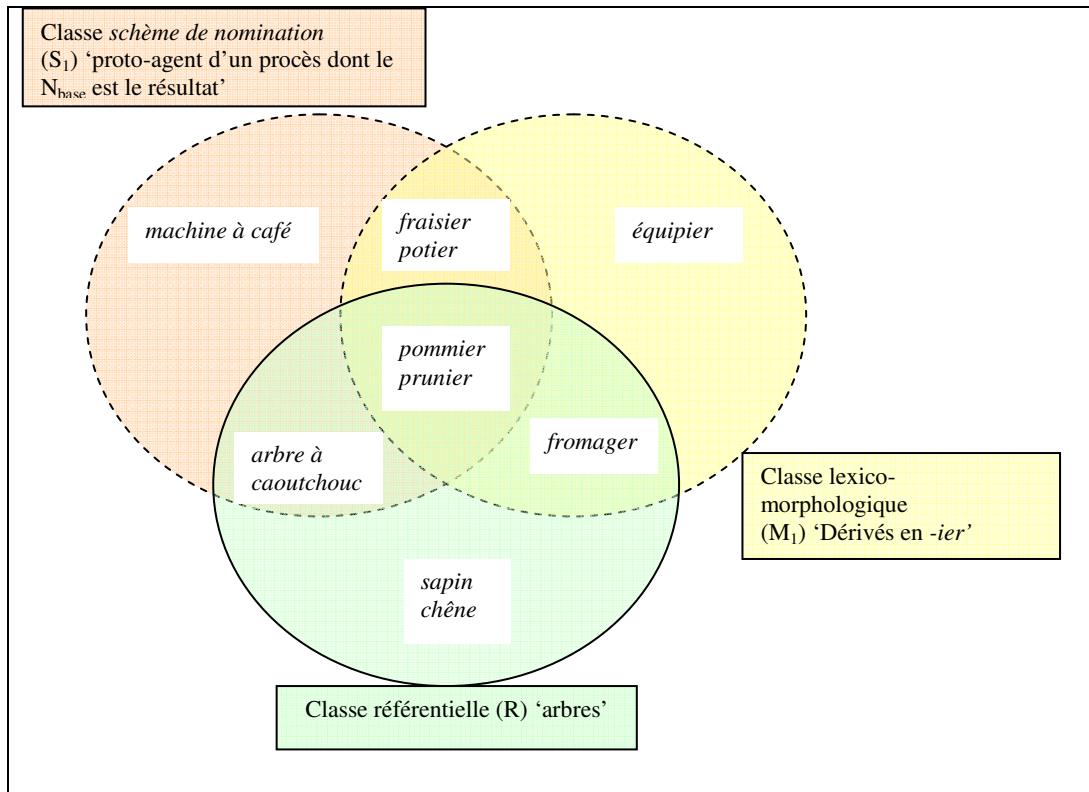 Classe schème de nomination
(S₁) ‘proto-agent d’un procès dont le
N_base est le résultat’
machine à café
fraisier
potier
équipier
pommier
prunier
arbre à
caoutchouc
fromager
Classe lexico-
morphologique
(M₁) ‘Dérivés en -ier’
sapin
chêne
Classe référentielle (R) ‘arbres’